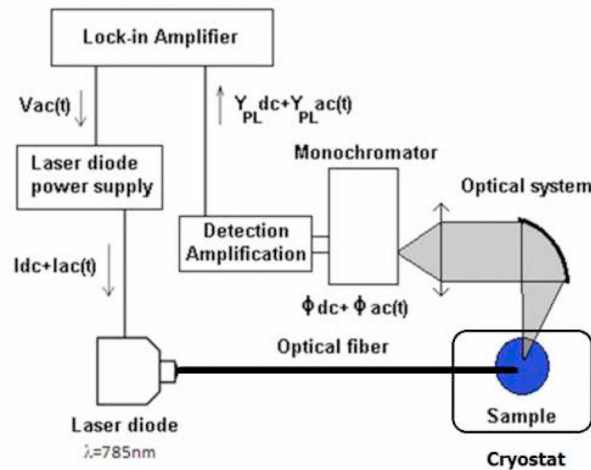 Lock-in Amplifier
Vac(t)
Y_PL dc+Y_PL ac(t)
Laser diode
power supply
Monochromator
Optical system
Detection
Amplification
Idc+Iac(t)
Φdc+Φac(t)
Optical fiber
Laser diode
λ=785nm
Sample
Cryostat